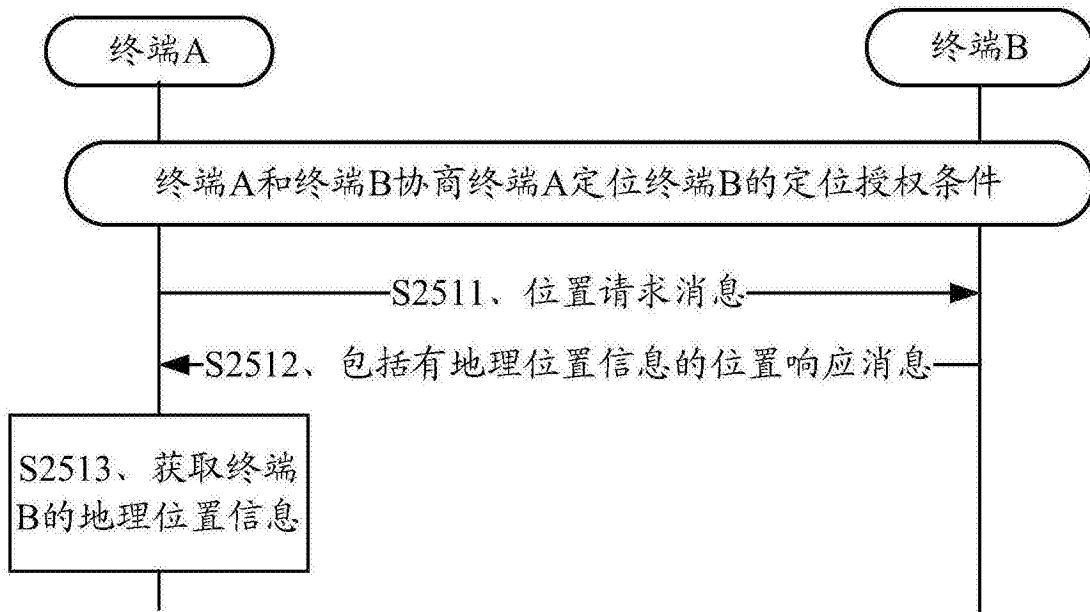 终端A
终端B
终端A和终端B协商终端A定位终端B的定位授权条件
S2511、位置请求消息
S2512、包括有地理位置信息的位置响应消息
S2513、获取终端
B的地理位置信息